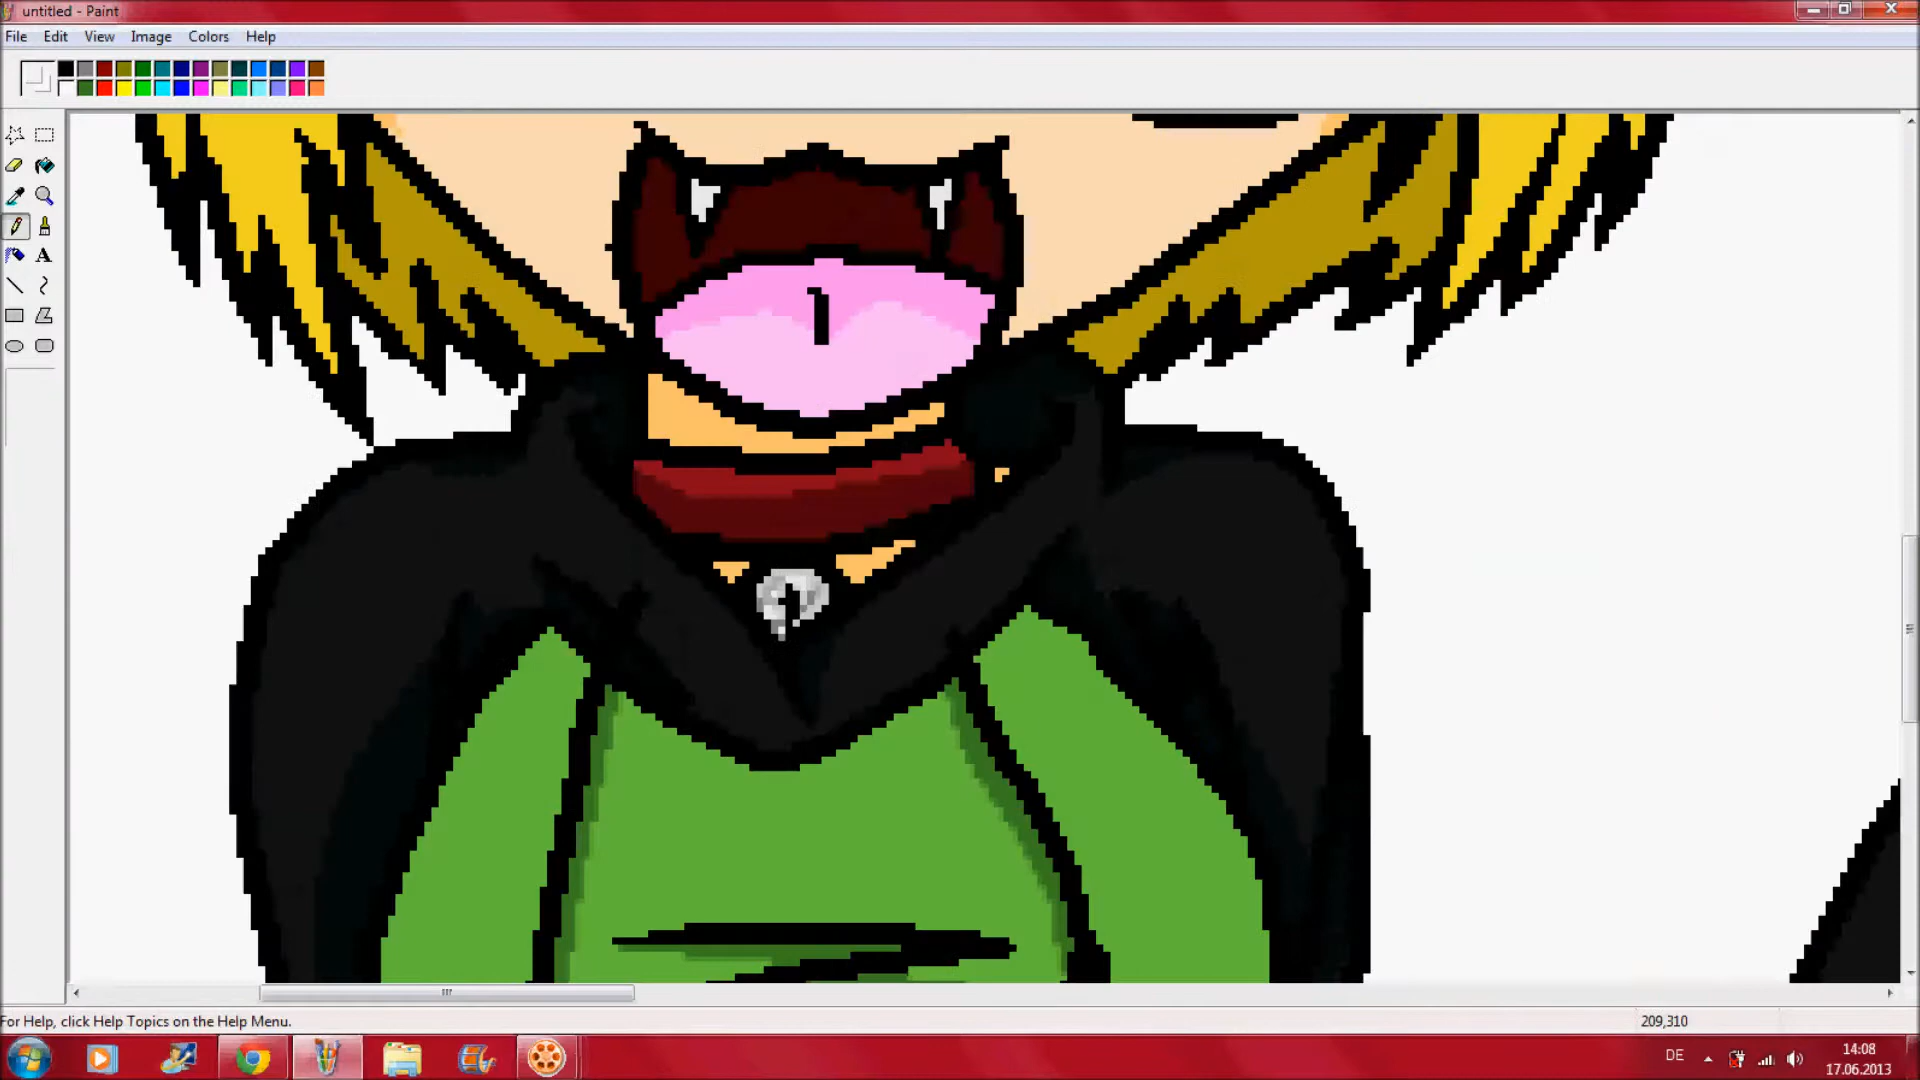 untitled - Paint
File Edit View Image Colors Help
A
For Help, click Help Topics on the Help Menu.
209,310
DE
14:08
17.06.2013